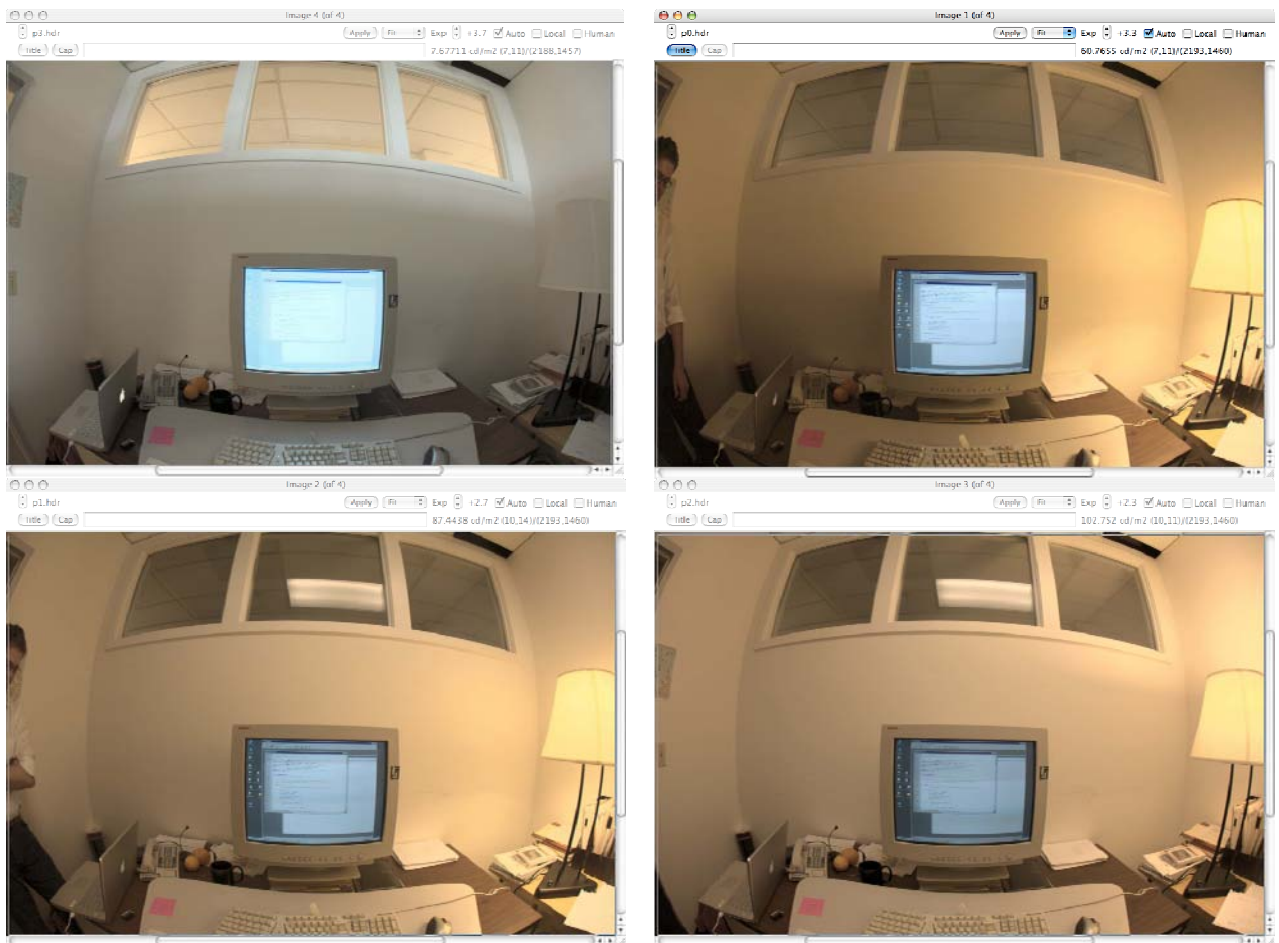 Image 4 (of 4)
p3.hdr Apply Fit Exp +3.7 Auto Local Human
Title Cap 7.67711 cd/m2 (7,11)/(2188,1457)
Image 1 (of 4)
p0.hdr Apply Fit Exp +3.3 Auto Local Human
Title Cap 60.7655 cd/m2 (7,11)/(2193,1460)
Image 2 (of 4)
p1.hdr Apply Fit Exp +2.7 Auto Local Human
Title Cap 87.4438 cd/m2 (10,14)/(2193,1460)
Image 3 (of 4)
p2.hdr Apply Fit Exp +2.3 Auto Local Human
Title Cap 102.752 cd/m2 (10,11)/(2193,1460)